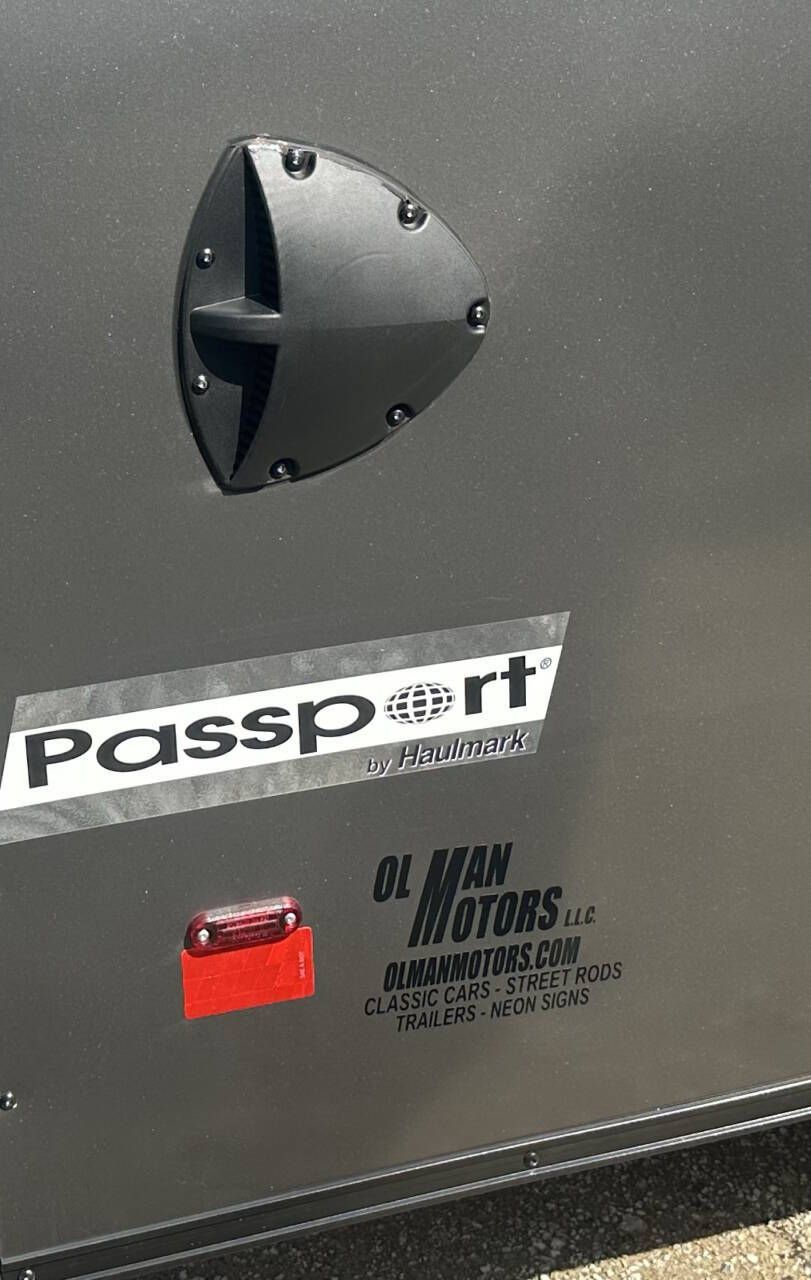 Passport®
by Haulmark
OL MAN
MOTORS L.L.C.
OLMANMOTORS.COM
CLASSIC CARS - STREET RODS
TRAILERS - NEON SIGNS